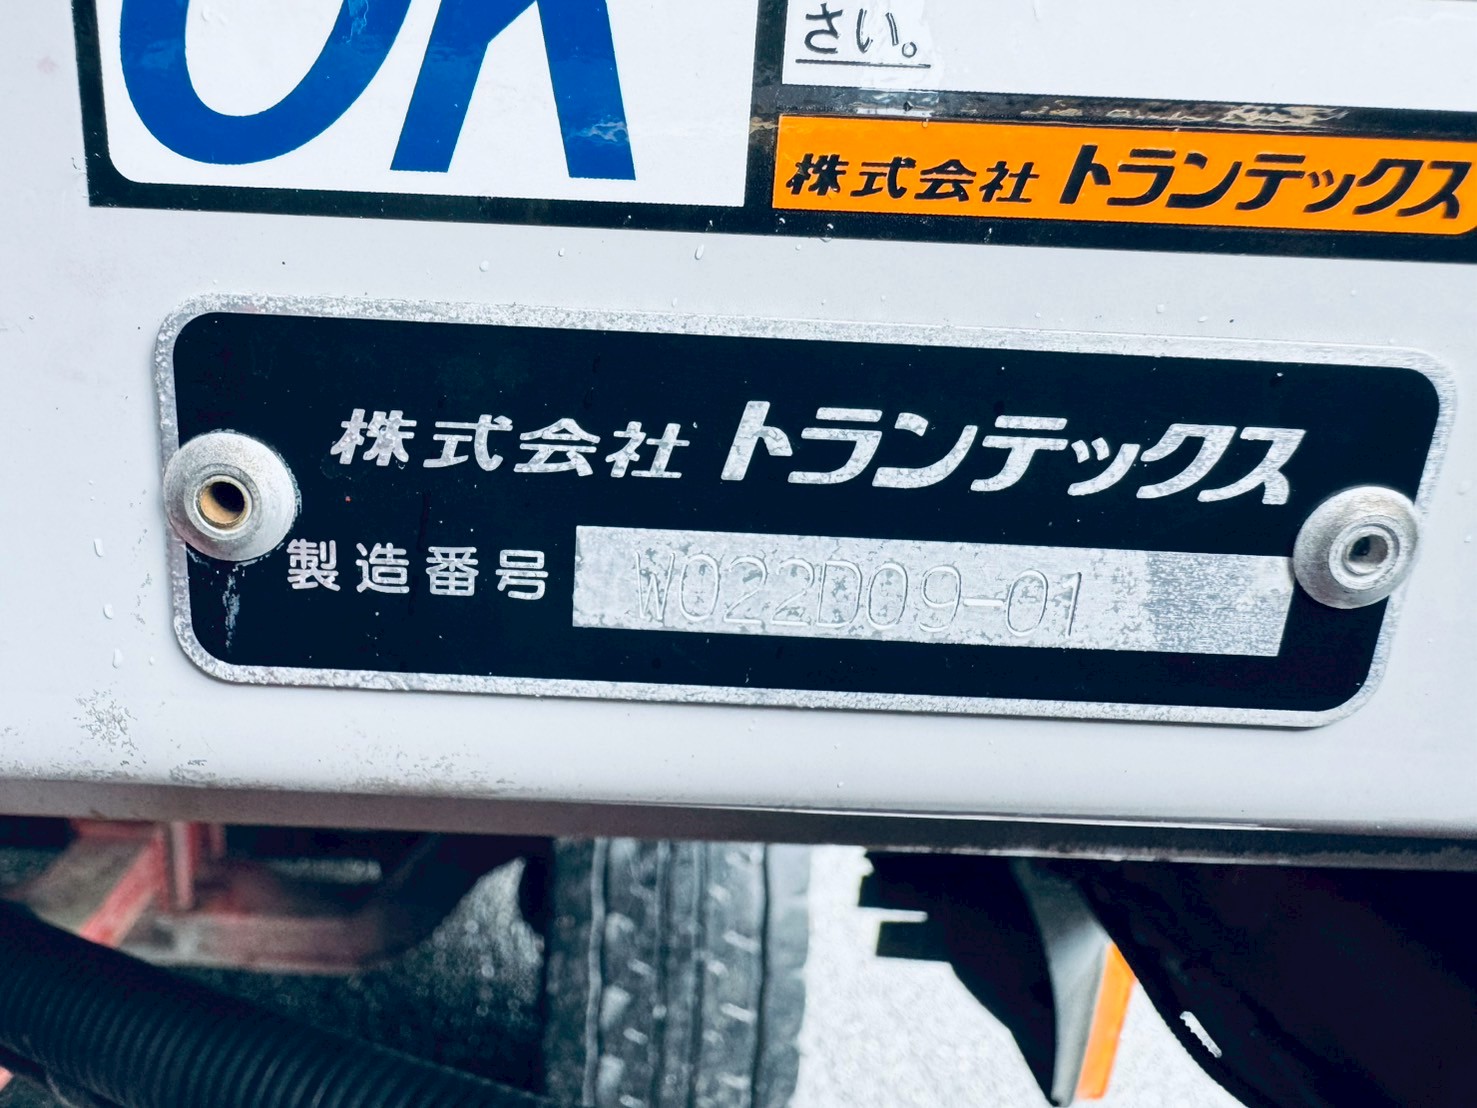 OK
さい。
株式会社 トランテックス
株式会社 トランテックス
製造番号 W022D09-01